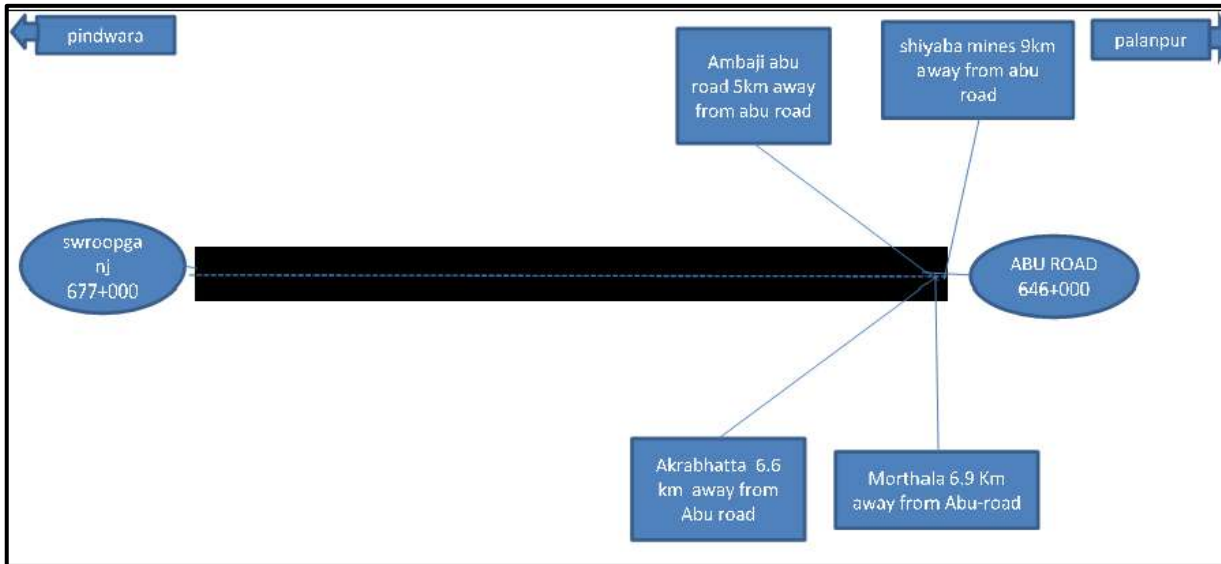 pindwara
palanpur
Ambaji abu
road 5km away
from abu road
shiyaba mines 9km
away from abu
road
swroopga
nj
677+000
ABU ROAD
646+000
Akrabhatta 6.6
km away from
Abu road
Morthala 6.9 Km
away from Abu-road